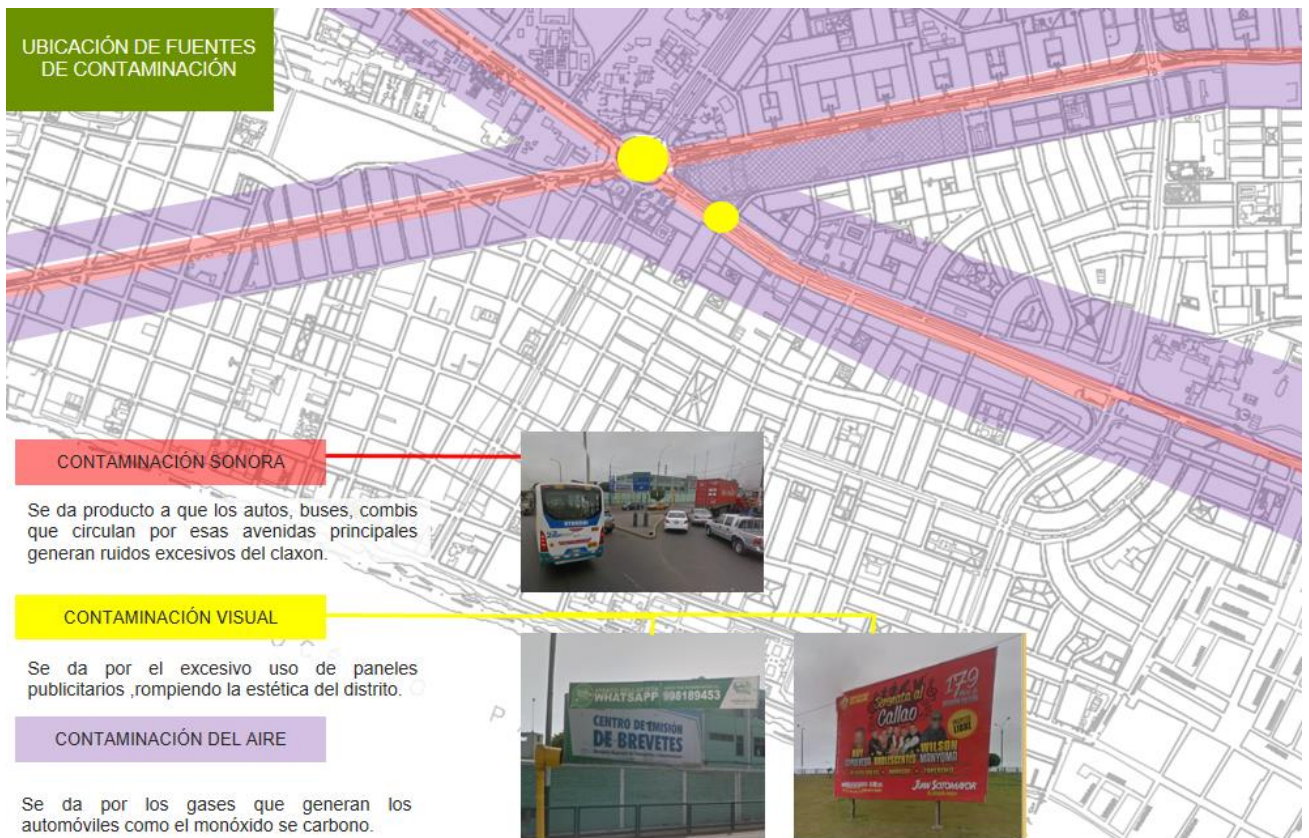 UBICACIÓN DE FUENTES
DE CONTAMINACIÓN
CONTAMINACIÓN SONORA
Se da producto a que los autos, buses, combis
que circulan por esas avenidas principales
generan ruidos excesivos del claxon.
CONTAMINACIÓN VISUAL
Se da por el excesivo uso de paneles
publicitarios ,rompiendo la estética del distrito.
CONTAMINACIÓN DEL AIRE
Se da por los gases que generan los
automóviles como el monóxido se carbono.
WHATSAPP 998189453
CENTRO DE EMISIÓN
DE BREVETES
Serenata al
Callao
179
ADOLESCENTES
WILSON
MANYOMA
LIBRE
JUAN SOTOMAYOR
O C
O
P